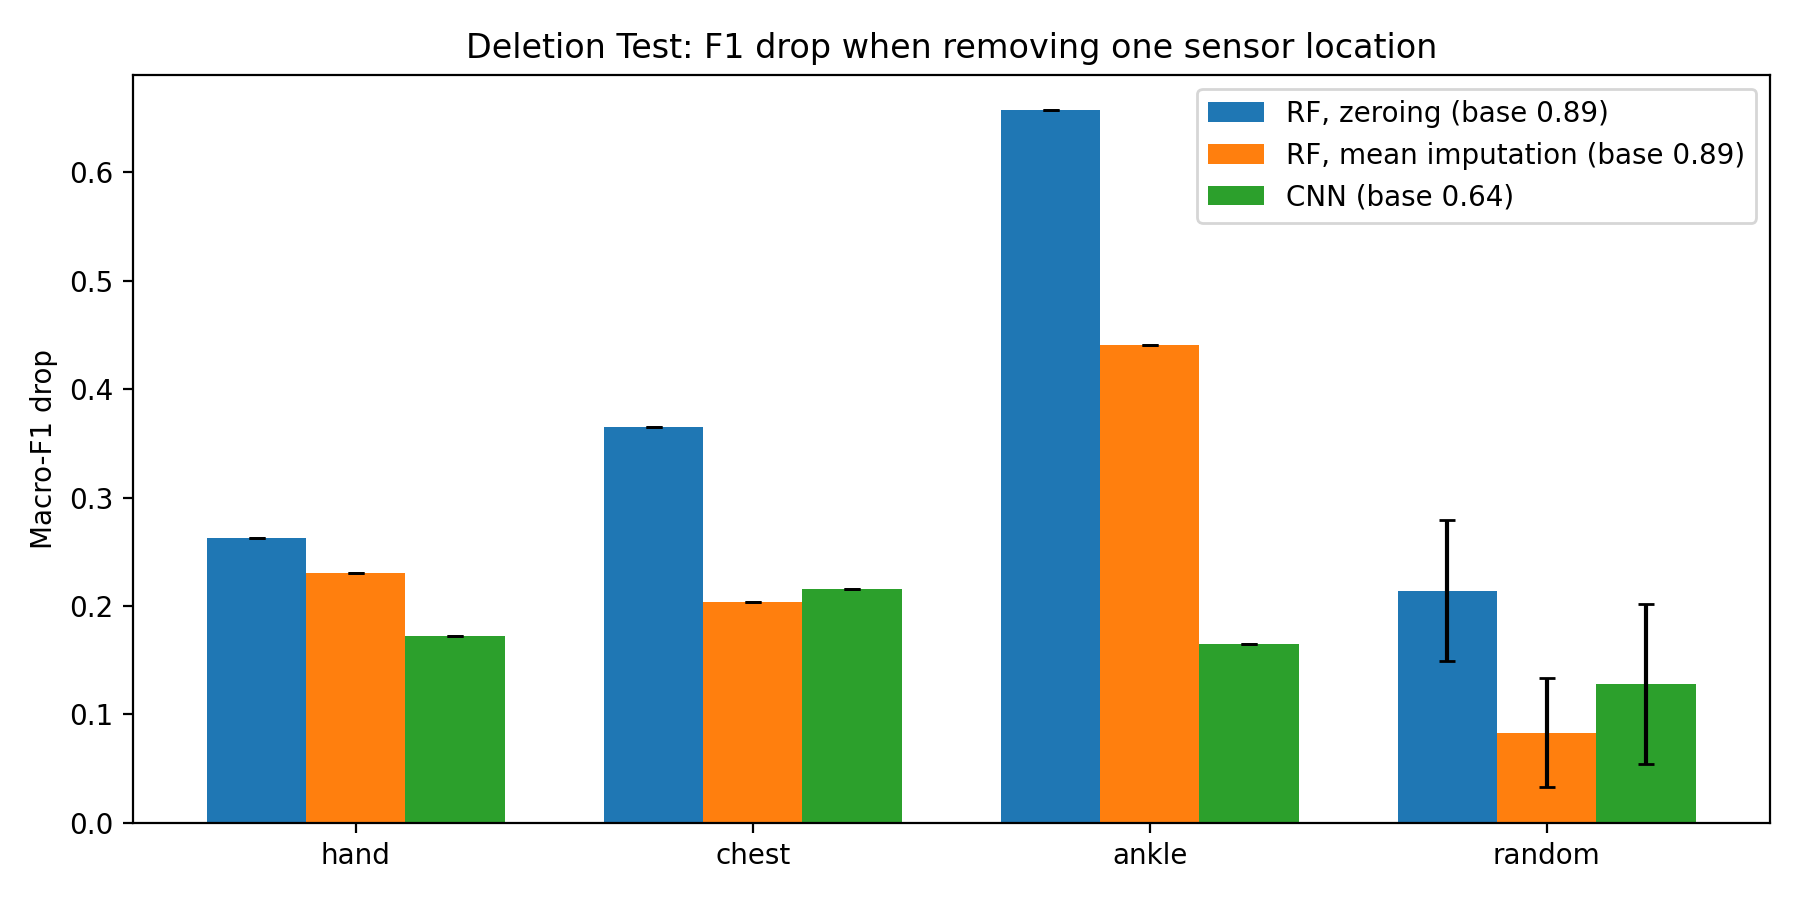 Deletion Test: F1 drop when removing one sensor location
RF, zeroing (base 0.89)
RF, mean imputation (base 0.89)
CNN (base 0.64)
Macro-F1 drop
0.6
0.5
0.4
0.3
0.2
0.1
0.0
hand
chest
ankle
random